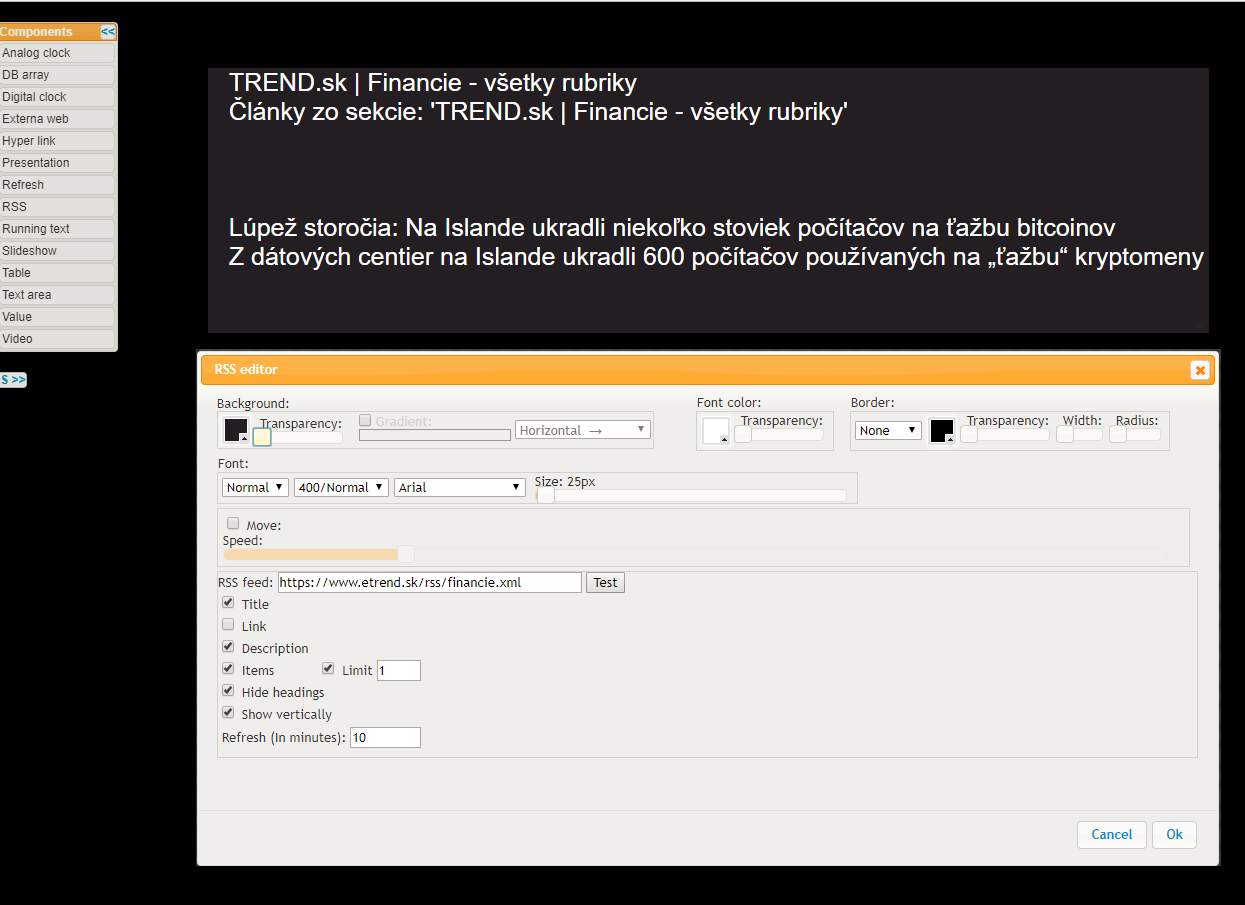 Components <<
Analog clock
DB array
Digital clock
Externa web
Hyper link
Presentation
Refresh
RSS
Running text
Slideshow
Table
Text area
Value
Video
S >>
TREND.sk | Financie - všetky rubriky
Články zo sekcie: 'TREND.sk | Financie - všetky rubriky'
Lúpež storočia: Na Islande ukradli niekoľko stoviek počítačov na ťažbu bitcoinov
Z dátových centier na Islande ukradli 600 počítačov používaných na „ťažbu“ kryptomeny
RSS editor
Background:
Transparency:
Gradient:
Horizontal →
Font color:
Transparency:
Border:
None
Transparency:
Width:
Radius:
Font:
Normal
400/Normal
Arial
Size: 25px
Move:
Speed:
RSS feed: https://www.etrend.sk/rss/financie.xml Test
Title
Link
Description
Items Limit 1
Hide headings
Show vertically
Refresh (In minutes): 10
Cancel Ok